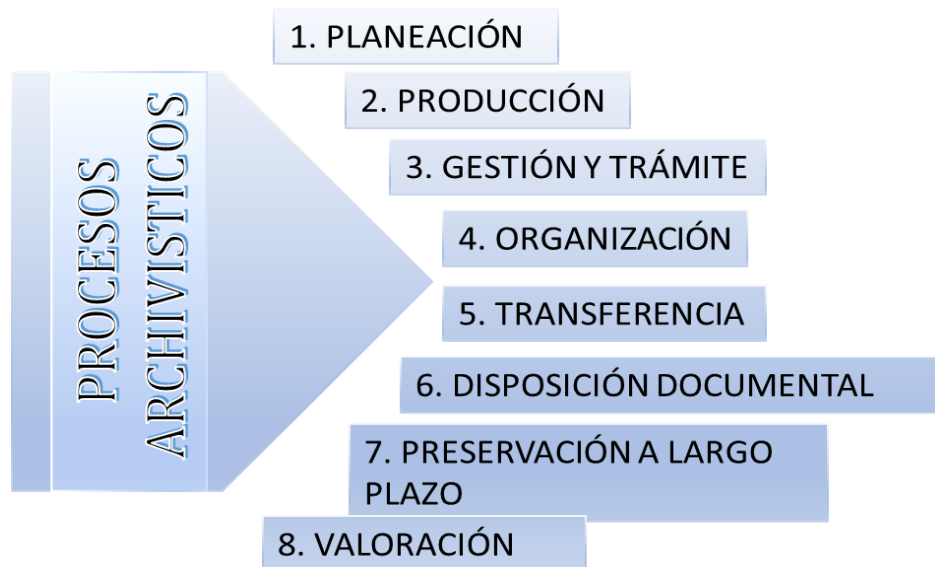 PROCESOS
ARCHIVISTICOS
1. PLANEACIÓN
2. PRODUCCIÓN
3. GESTIÓN Y TRÁMITE
4. ORGANIZACIÓN
5. TRANSFERENCIA
6. DISPOSICIÓN DOCUMENTAL
7. PRESERVACIÓN A LARGO
PLAZO
8. VALORACIÓN